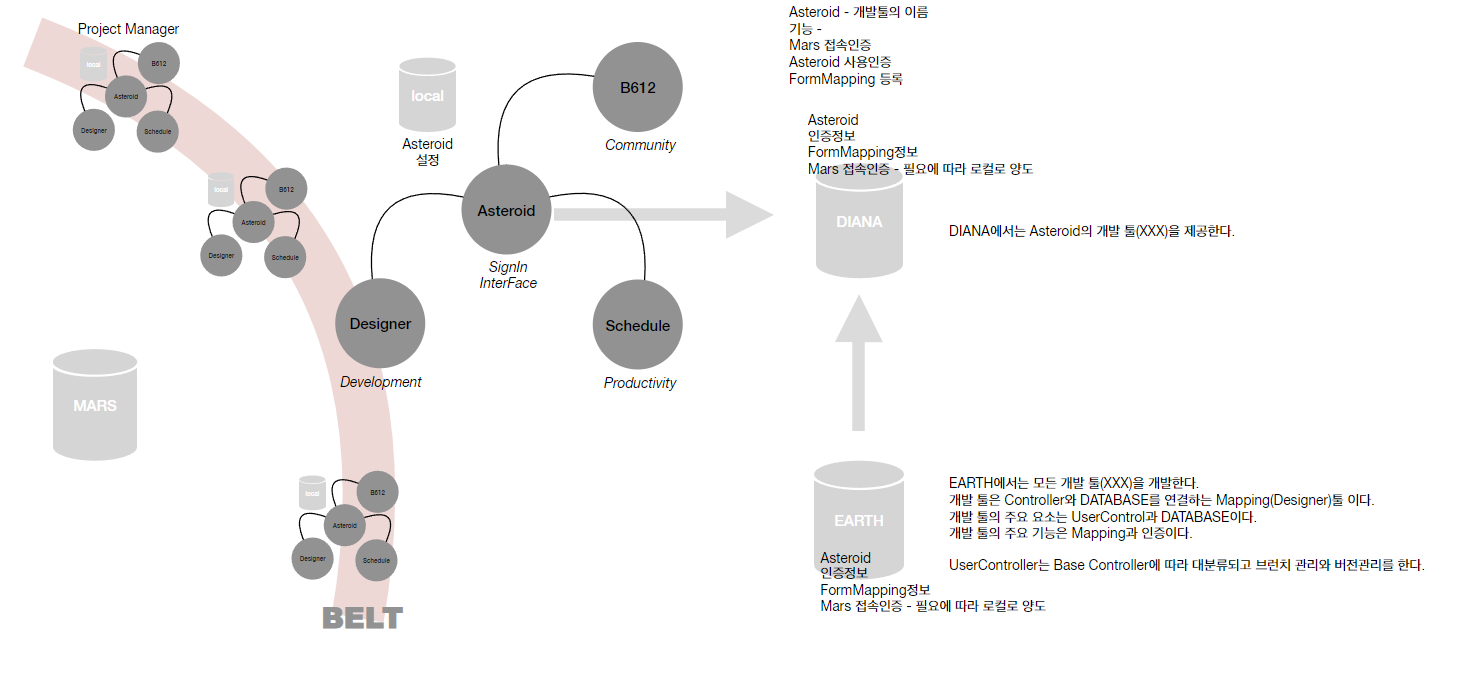 Project Manager
local
B612
Asteroid
Designer
Schedule
local
B612
Asteroid
Designer
Schedule
MARS
local
Asteroid
설정
B612
Community
Asteroid
SignIn
InterFace
Designer
Development
Schedule
Productivity
local
B612
Asteroid
Designer
Schedule
BELT
Asteroid - 개발툴의 이름
기능 -
Mars 접속인증
Asteroid 사용인증
FormMapping 등록
Asteroid
인증정보
FormMapping정보
Mars 접속인증 - 필요에 따라 로컬로 양도
DIANA
DIANA에서는 Asteroid의 개발 툴(XXX)을 제공한다.
EARTH
Asteroid
인증정보
FormMapping정보
Mars 접속인증 - 필요에 따라 로컬로 양도
EARTH에서는 모든 개발 툴(XXX)을 개발한다.
개발 툴은 Controller와 DATABASE를 연결하는 Mapping(Designer)툴 이다.
개발 툴의 주요 요소는 UserControl과 DATABASE이다.
개발 툴의 주요 기능은 Mapping과 인증이다.
UserController는 Base Controller에 따라 대분류되고 브런치 관리와 버전관리를 한다.